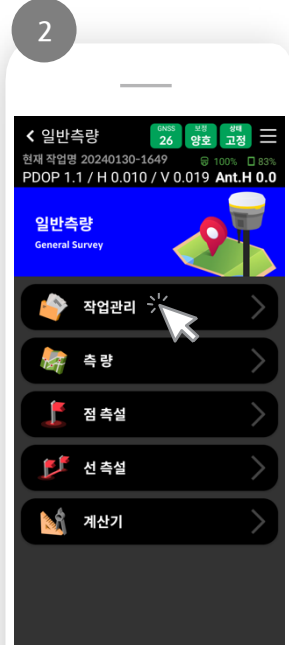 2
일반측량
GNSS 26
보정 양호
상태 고정
현재 작업명 20240130-1649 100% 83%
PDOP 1.1 / H 0.010 / V 0.019 Ant.H 0.0
일반측량
General Survey
작업관리
측 량
점 측설
선 측설
계산기